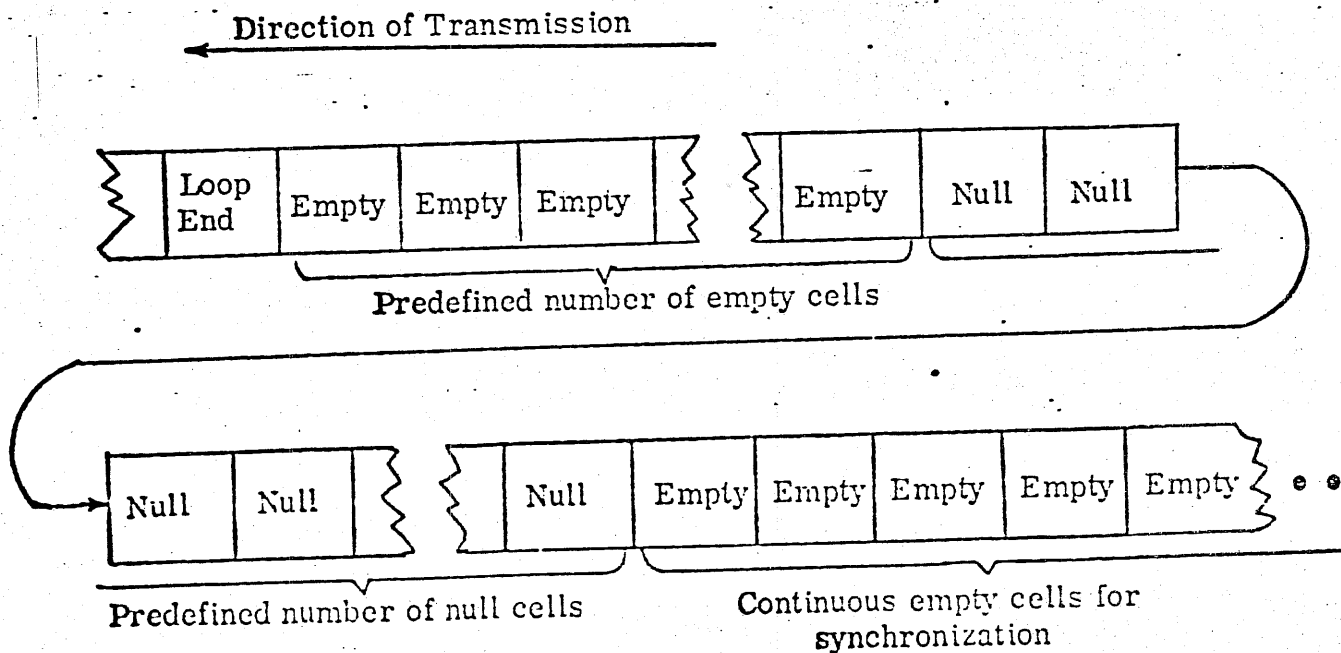 Direction of Transmission
Loop
End
Empty
Empty
Empty
Empty
Null
Null
Predefined number of empty cells
Null
Null
Null
Empty
Empty
Empty
Empty
Empty
Predefined number of null cells
Continuous empty cells for
synchronization